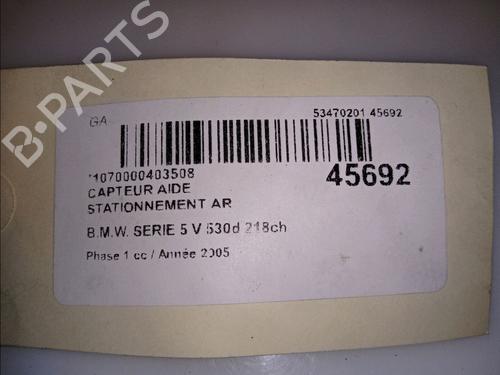 B-PARTS
GA
53470201 45692
*1070000403508
45692
CAPTEUR AIDE
STATIONNEMENT AR
B.M.W. SERIE 5 V 530d 218ch
Phase 1 cc / Année 2005